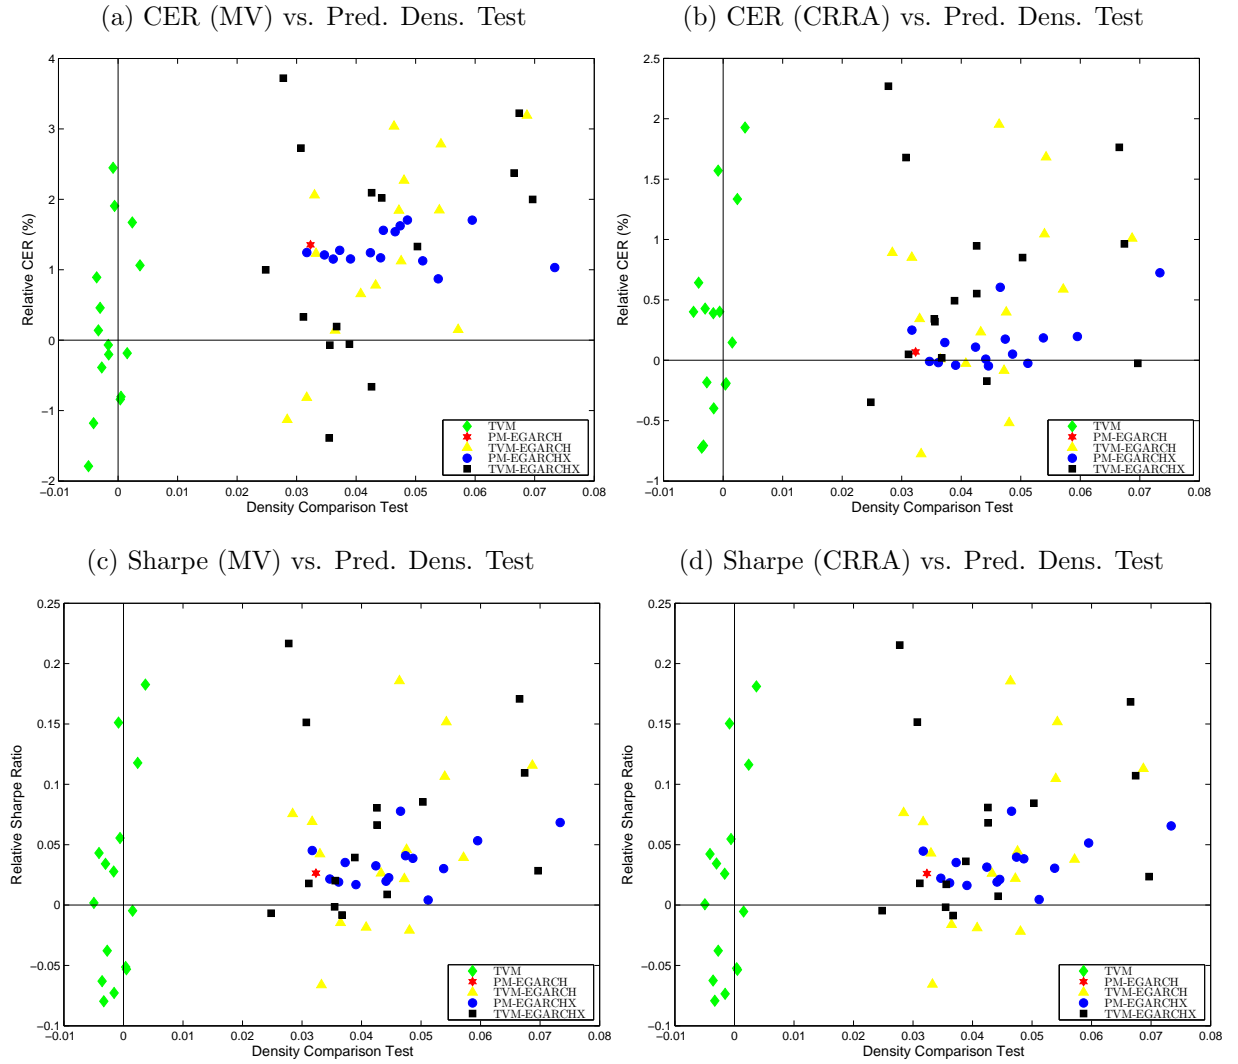 (a) CER (MV) vs. Pred. Dens. Test
4
3
2
1
0
−1
−2
Relative CER (%)
−0.01 0 0.01 0.02 0.03 0.04 0.05 0.06 0.07 0.08
Density Comparison Test
TVM
PM-EGARCH
TVM-EGARCH
PM-EGARCHX
TVM-EGARCHX
(b) CER (CRRA) vs. Pred. Dens. Test
2.5
2
1.5
1
0.5
0
−0.5
−1
Relative CER (%)
−0.01 0 0.01 0.02 0.03 0.04 0.05 0.06 0.07 0.08
Density Comparison Test
TVM
PM-EGARCH
TVM-EGARCH
PM-EGARCHX
TVM-EGARCHX
(c) Sharpe (MV) vs. Pred. Dens. Test
0.25
0.2
0.15
0.1
0.05
0
−0.05
−0.1
Relative Sharpe Ratio
−0.01 0 0.01 0.02 0.03 0.04 0.05 0.06 0.07 0.08
Density Comparison Test
TVM
PM-EGARCH
TVM-EGARCH
PM-EGARCHX
TVM-EGARCHX
(d) Sharpe (CRRA) vs. Pred. Dens. Test
0.25
0.2
0.15
0.1
0.05
0
−0.05
−0.1
Relative Sharpe Ratio
−0.01 0 0.01 0.02 0.03 0.04 0.05 0.06 0.07 0.08
Density Comparison Test
TVM
PM-EGARCH
TVM-EGARCH
PM-EGARCHX
TVM-EGARCHX